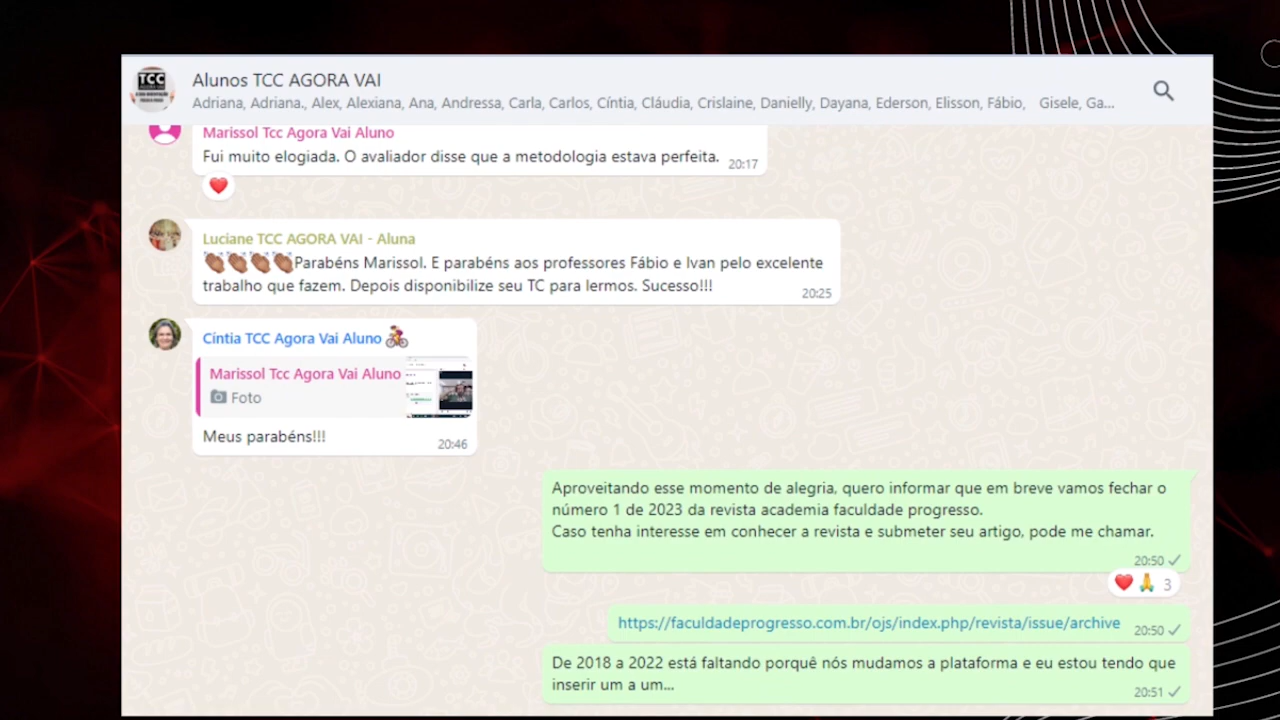 TCC
Alunos TCC AGORA VAI
Adriana, Adriana., Alex, Alexiana, Ana, Andressa, Carla, Carlos, Cíntia, Cláudia, Crislaine, Danielly, Dayana, Ederson, Elisson, Fábio, Gisele, Ga...
Marissol Tcc Agora Vai Aluno
Fui muito elogiada. O avaliador disse que a metodologia estava perfeita. 20:17
Luciane TCC AGORA VAI - Aluna
👏🏾👏🏾👏🏾👏🏾Parabéns Marissol. E parabéns aos professores Fábio e Ivan pelo excelente
trabalho que fazem. Depois disponibilize seu TC para lermos. Sucesso!!! 20:25
Cíntia TCC Agora Vai Aluno
Marissol Tcc Agora Vai Aluno
Foto
Meus parabéns!!! 20:46
Aproveitando esse momento de alegria, quero informar que em breve vamos fechar o
número 1 de 2023 da revista academia faculdade progresso.
Caso tenha interesse em conhecer a revista e submeter seu artigo, pode me chamar.
20:50
3
https://faculdadeprogresso.com.br/ojs/index.php/revista/issue/archive 20:50
De 2018 a 2022 está faltando porquê nós mudamos a plataforma e eu estou tendo que
inserir um a um... 20:51